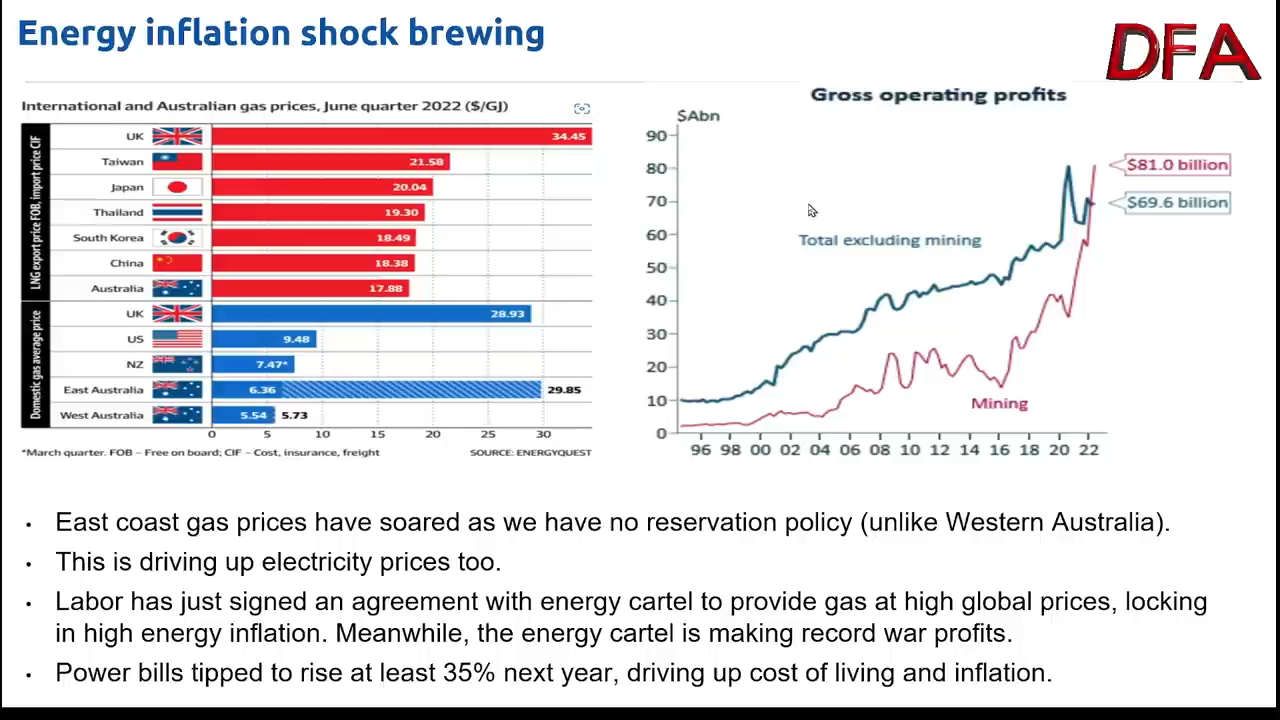 Energy inflation shock brewing
DFA
International and Australian gas prices, June quarter 2022 ($/GJ)
LNG export price FOB, import price CIF
UK 34.45
Taiwan 21.58
Japan 20.04
Thailand 19.30
South Korea 18.49
China 18.38
Australia 17.88
Domestic gas average price
UK 28.93
US 9.48
NZ 7.47*
East Australia 6.36 29.85
West Australia 5.54 5.73
0 5 10 15 20 25 30
*March quarter. FOB – Free on board; CIF – Cost, insurance, freight SOURCE: ENERGYQUEST
Gross operating profits
$Abn
90
80
70
60
50
40
30
20
10
0
$81.0 billion
$69.6 billion
Total excluding mining
Mining
96 98 00 02 04 06 08 10 12 14 16 18 20 22
• East coast gas prices have soared as we have no reservation policy (unlike Western Australia).
• This is driving up electricity prices too.
• Labor has just signed an agreement with energy cartel to provide gas at high global prices, locking
in high energy inflation. Meanwhile, the energy cartel is making record war profits.
• Power bills tipped to rise at least 35% next year, driving up cost of living and inflation.